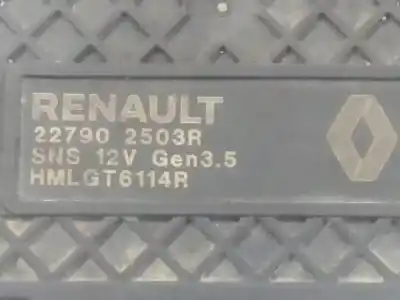 RENAULT
22790 2503R
SNS 12V Gen3.5
HMLGT6114R